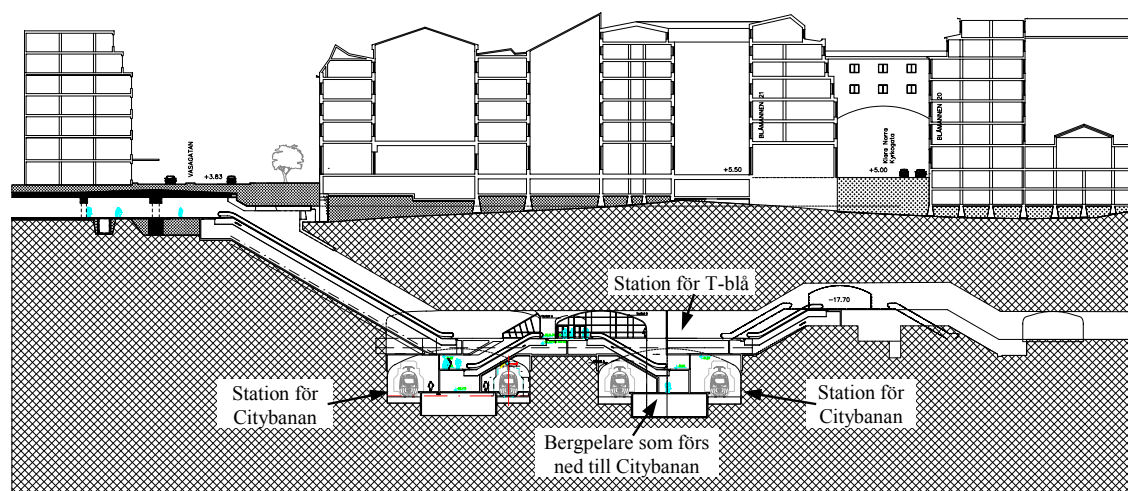 VASAGATAN
+3.83
BLÅMANNEN 21
+5.50
Klara Norra
Kyrkogata
+5.00
BLÅMANNEN 20
Station för T-blå
-17.70
Station för
Citybanan
Station för
Citybanan
Bergpelare som förs
ned till Citybanan